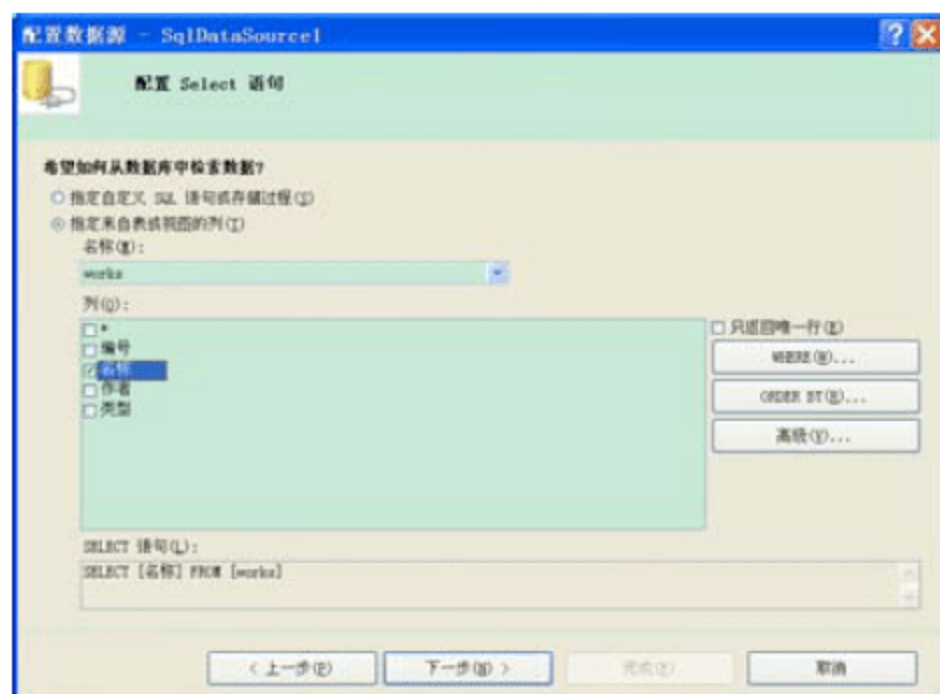 配置数据源 - SqlDataSource1
配置 Select 语句
希望如何从数据库中检索数据?
指定自定义 SQL 语句或存储过程(S)
指定来自表或视图的列(T)
名称(M):
works
列(O):
*
编号
名称
作者
类型
只返回唯一行(E)
WHERE(W)...
ORDER BY(R)...
高级(V)...
SELECT 语句(L):
SELECT [名称] FROM [works]
< 上一步(P)
下一步(N) >
完成(F)
取消